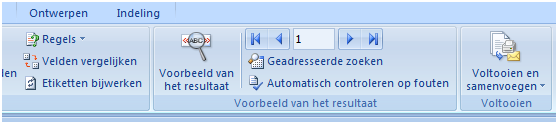 Ontwerpen Indeling
Regels
Velden vergelijken
Etiketten bijwerken
<ABC>
Voorbeeld van
het resultaat
1
Geadresseerde zoeken
Automatisch controleren op fouten
Voorbeeld van het resultaat
Voltooien en
samenvoegen
Voltooien